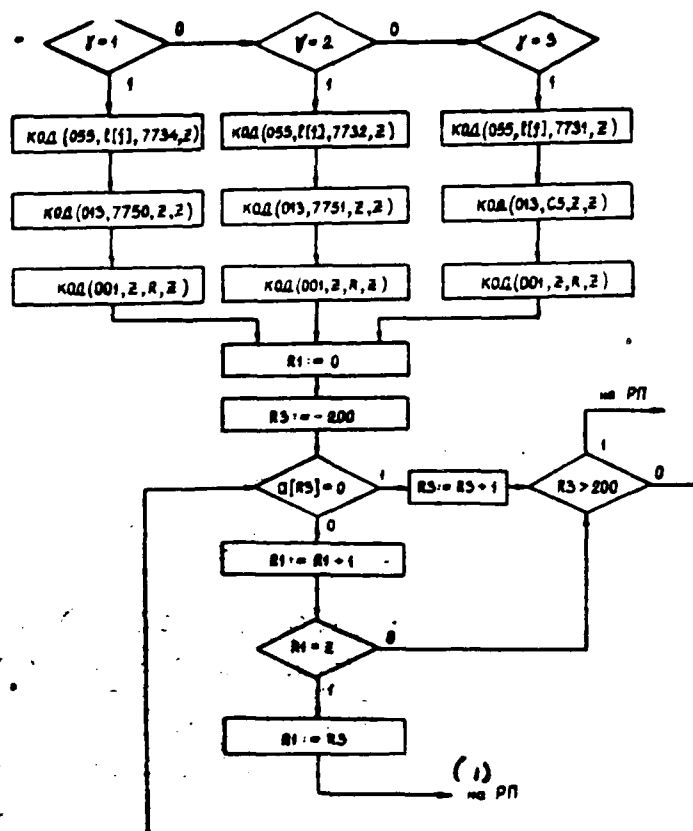 γ = 1
0
γ = 2
0
γ = 3
1
1
1
код (055, ℓ[j], 7734, Z)
код (055, ℓ[j], 7732, Z)
код (055, ℓ[j], 7731, Z)
код (013, 7750, Z, Z)
код (013, 7751, Z, Z)
код (013, С5, Z, Z)
код (001, Z, R, Z)
код (001, Z, R, Z)
код (001, Z, R, Z)
R1 := 0
на РП
R3 := - 200
1
[R3] = 0
1
R3 := R3 + 1
R3 > 200
0
0
R1 := R1 + 1
R1 = 2
0
1
R1 := R3
(1)
на РП